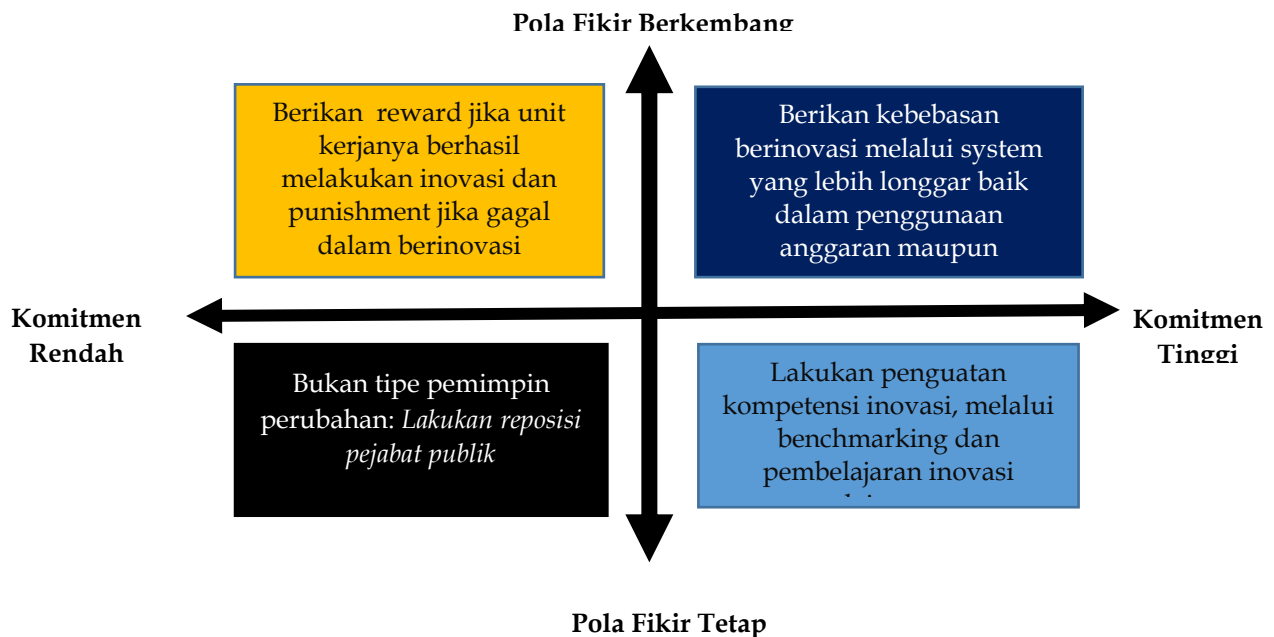 Pola Fikir Berkembang
Berikan reward jika unit
kerjanya berhasil
melakukan inovasi dan
punishment jika gagal
dalam berinovasi
Berikan kebebasan
berinovasi melalui system
yang lebih longgar baik
dalam penggunaan
anggaran maupun
Komitmen
Rendah
Komitmen
Tinggi
Bukan tipe pemimpin
perubahan: Lakukan reposisi
pejabat publik
Lakukan penguatan
kompetensi inovasi, melalui
benchmarking dan
pembelajaran inovasi
Pola Fikir Tetap